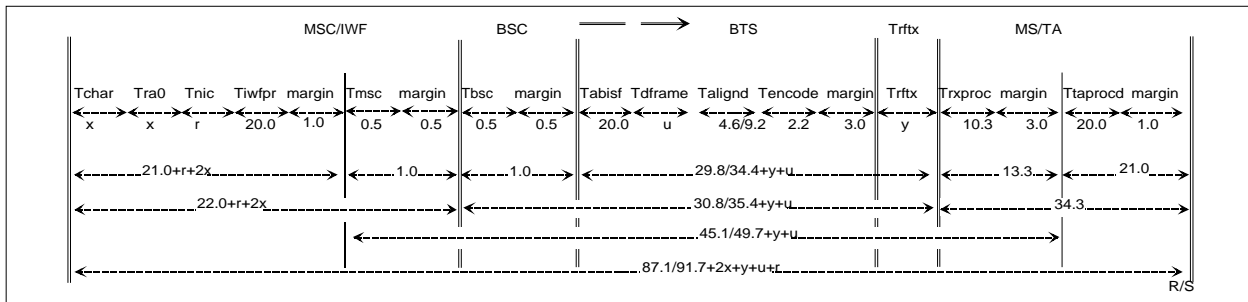 MSC/IWF BSC BTS Trftx MS/TA
Tchar Tra0 Tnic Tiwfpr margin Tmsc margin Tbsc margin Tabisf Tdframe Talignd Tencode margin Trftx Trxproc margin Ttaprocd margin
x x r 20.0 1.0 0.5 0.5 0.5 0.5 20.0 u 4.6/9.2 2.2 3.0 y 10.3 3.0 20.0 1.0
21.0+r+2x 1.0 1.0 29.8/34.4+y+u 13.3 21.0
22.0+r+2x 30.8/35.4+y+u 34.3
45.1/49.7+y+u
87.1/91.7+2x+y+u+r
R/S